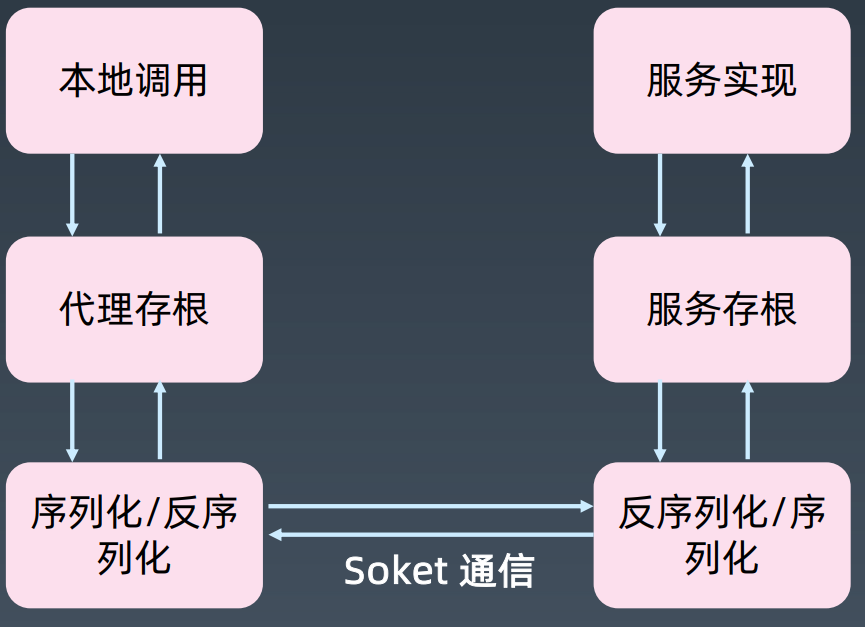 本地调用
服务实现
代理存根
服务存根
序列化/反序
列化
反序列化/序
列化
Soket 通信